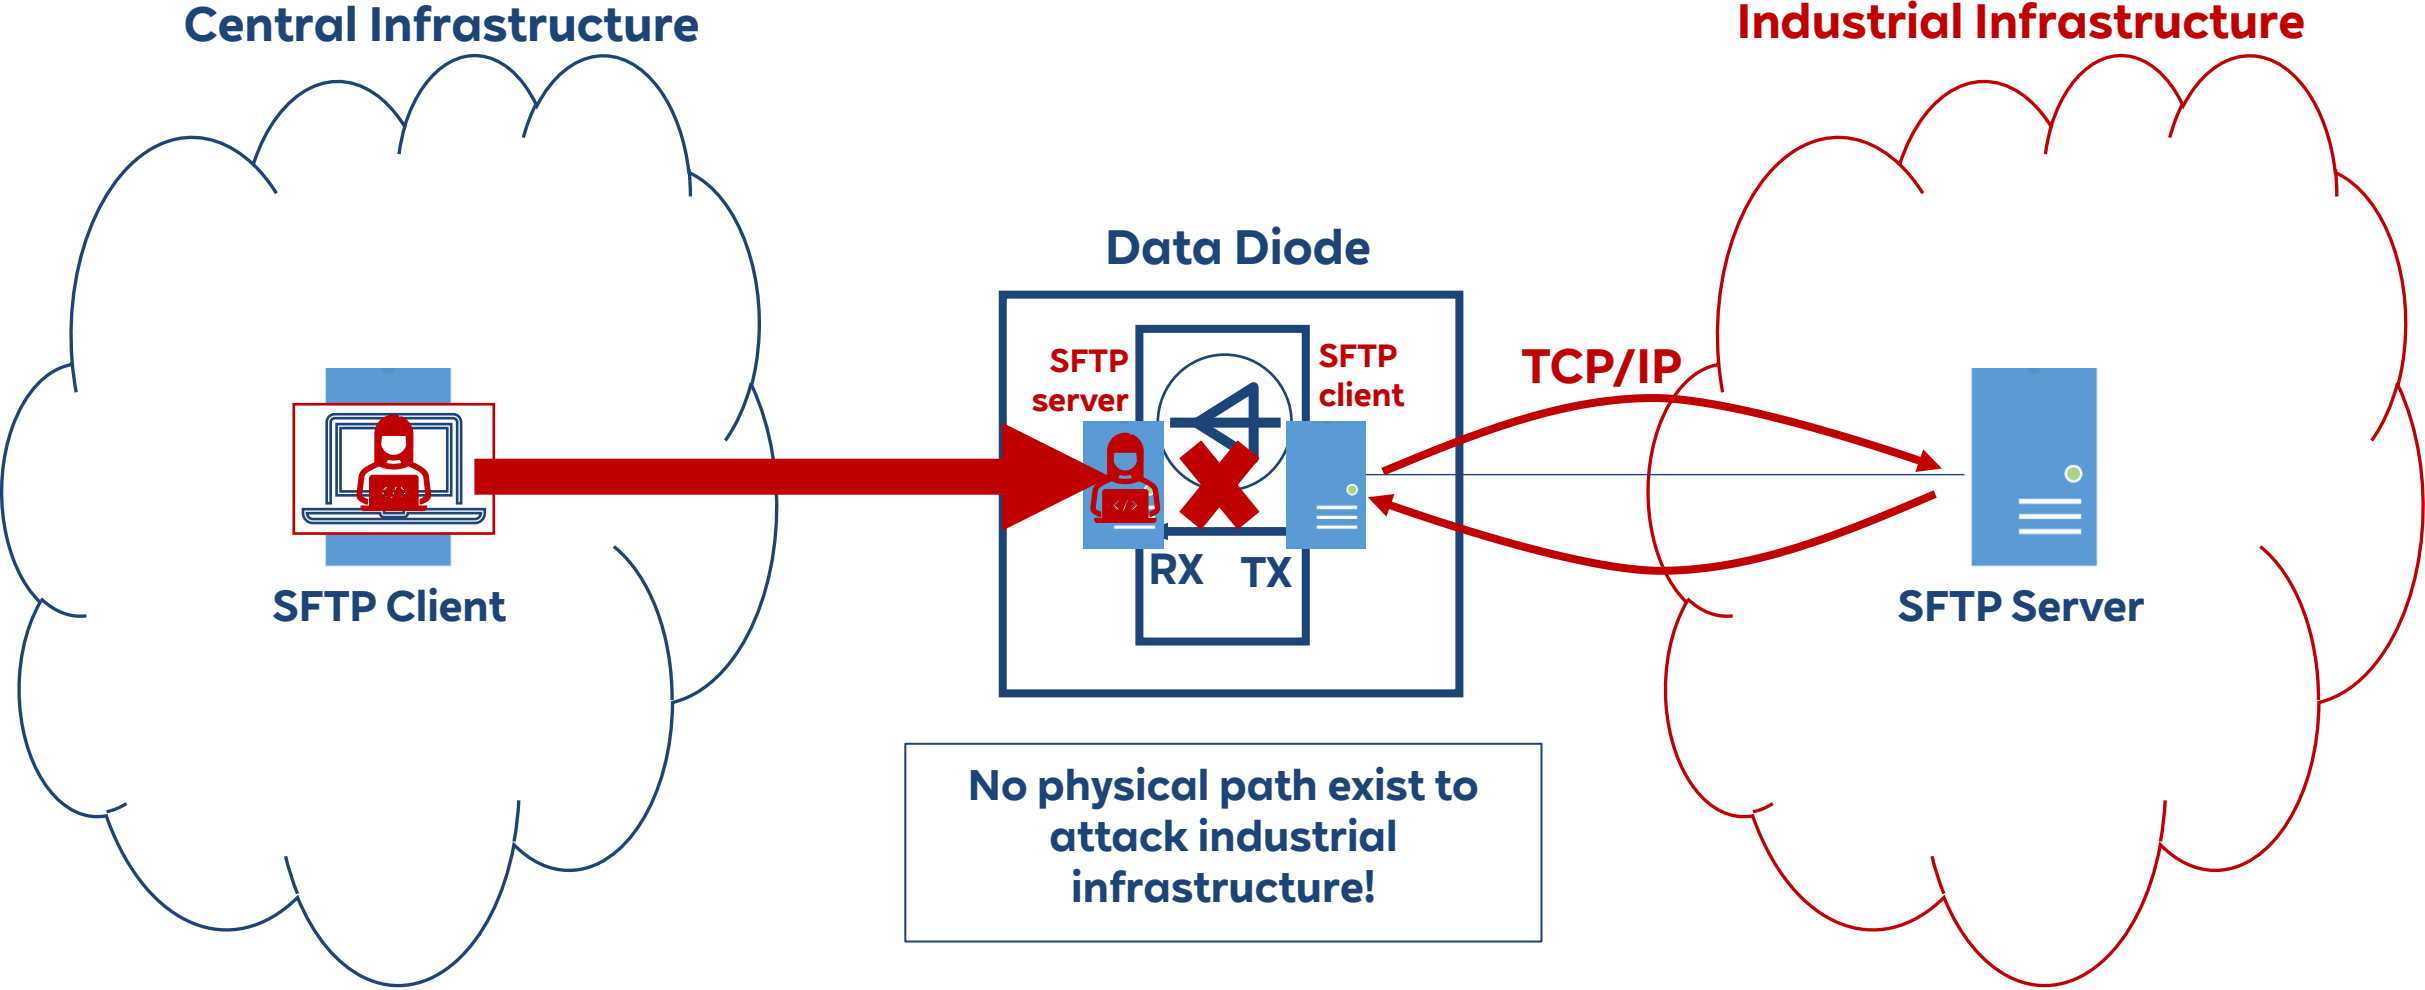 Central Infrastructure
Industrial Infrastructure
Data Diode
SFTP
server
SFTP
client
TCP/IP
</>
</>
RX
TX
SFTP Client
SFTP Server
No physical path exist to
attack industrial
infrastructure!